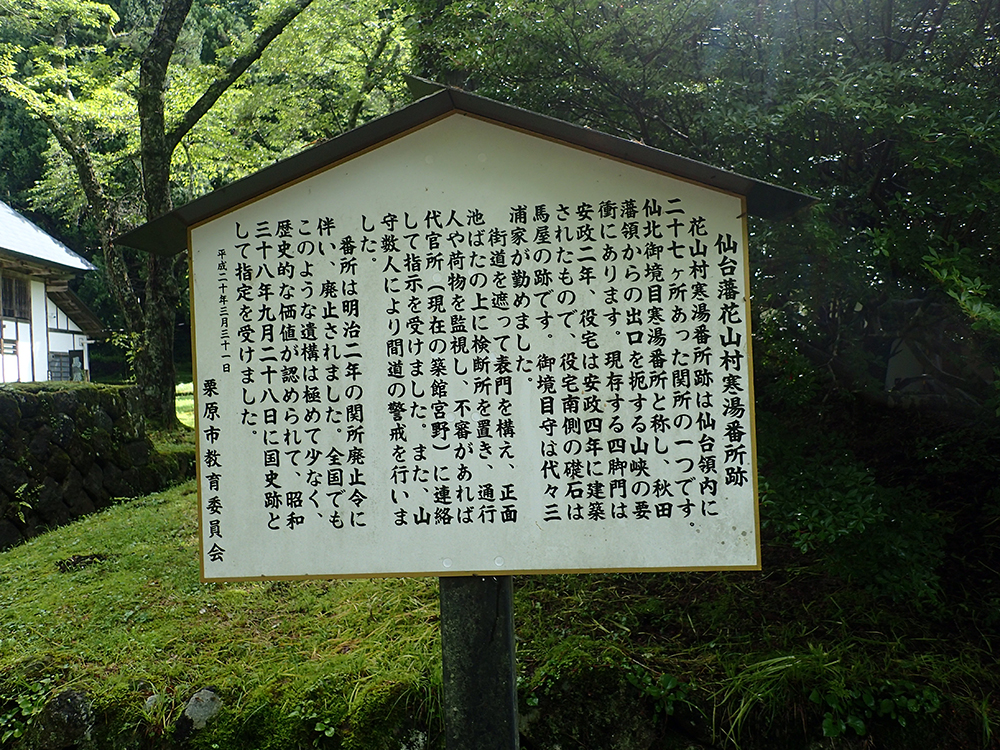 仙台藩花山村寒湯番所跡
花山村寒湯番所跡は仙台領内に
二十七ヶ所あった関所の一つです。
仙北御境目寒湯番所と称し、秋田
藩領からの出口を扼する山峡の要
衝にあります。現存する四脚門は
安政二年、役宅は安政四年に建築
されたもので、役宅南側の礎石は
馬屋の跡です。御境目守は代々三
浦家が勤めました。
街道を遮って表門を構え、正面
池ばたの上に検断所を置き、通行
人や荷物を監視し、不審があれば
代官所（現在の築館宮野）に連絡
して指示を受けました。また、山
守数人により間道の警戒を行いま
した。
番所は明治二年の関所廃止令に
伴い、廃止されました。全国でも
このような遺構は極めて少なく、
歴史的な価値が認められて、昭和
三十八年九月二十八日に国史跡と
して指定を受けました。
平成二十年三月三十一日
栗原市教育委員会